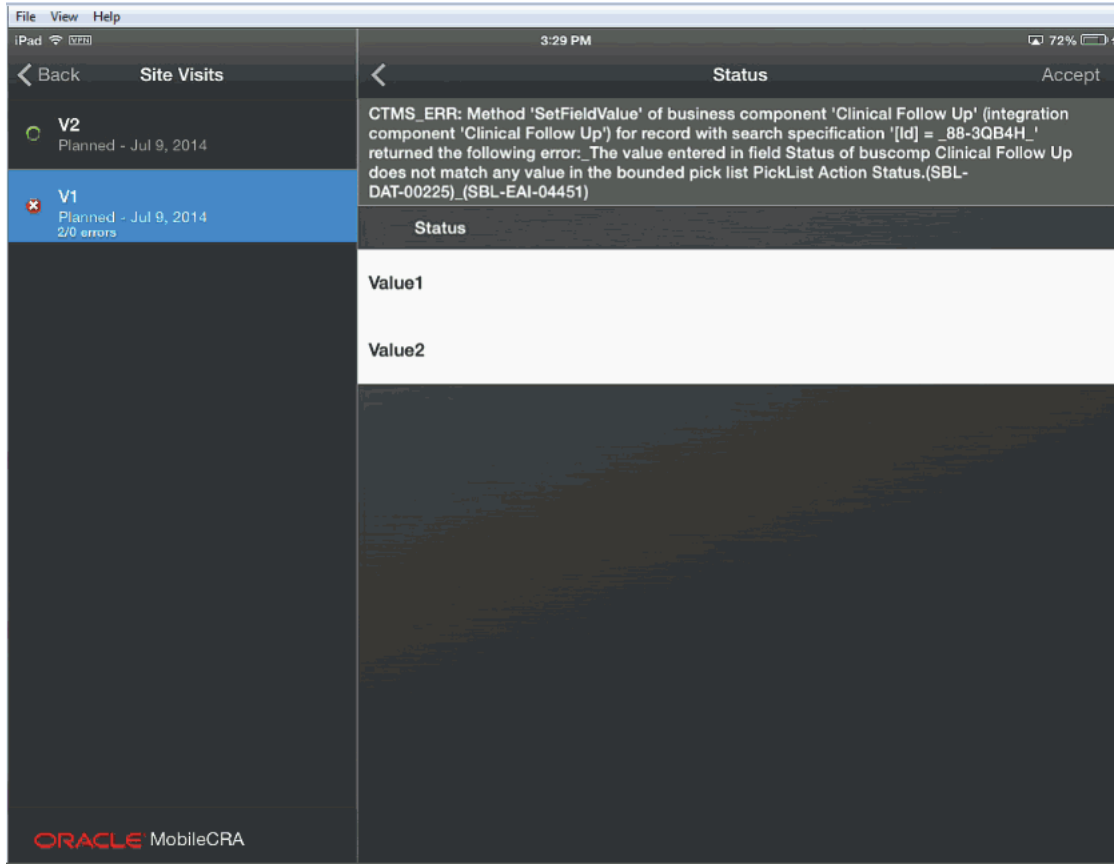 File View Help
iPad VPN 3:29 PM 72%
Back Site Visits Status Accept
V2
Planned - Jul 9, 2014
V1
Planned - Jul 9, 2014
2/0 errors
CTMS_ERR: Method 'SetFieldValue' of business component 'Clinical Follow Up' (integration
component 'Clinical Follow Up') for record with search specification '[Id] = _88-3QB4H_'
returned the following error:_The value entered in field Status of buscomp Clinical Follow Up
does not match any value in the bounded pick list PickList Action Status.(SBL-
DAT-00225)_(SBL-EAI-04451)
Status
Value1
Value2
ORACLE MobileCRA